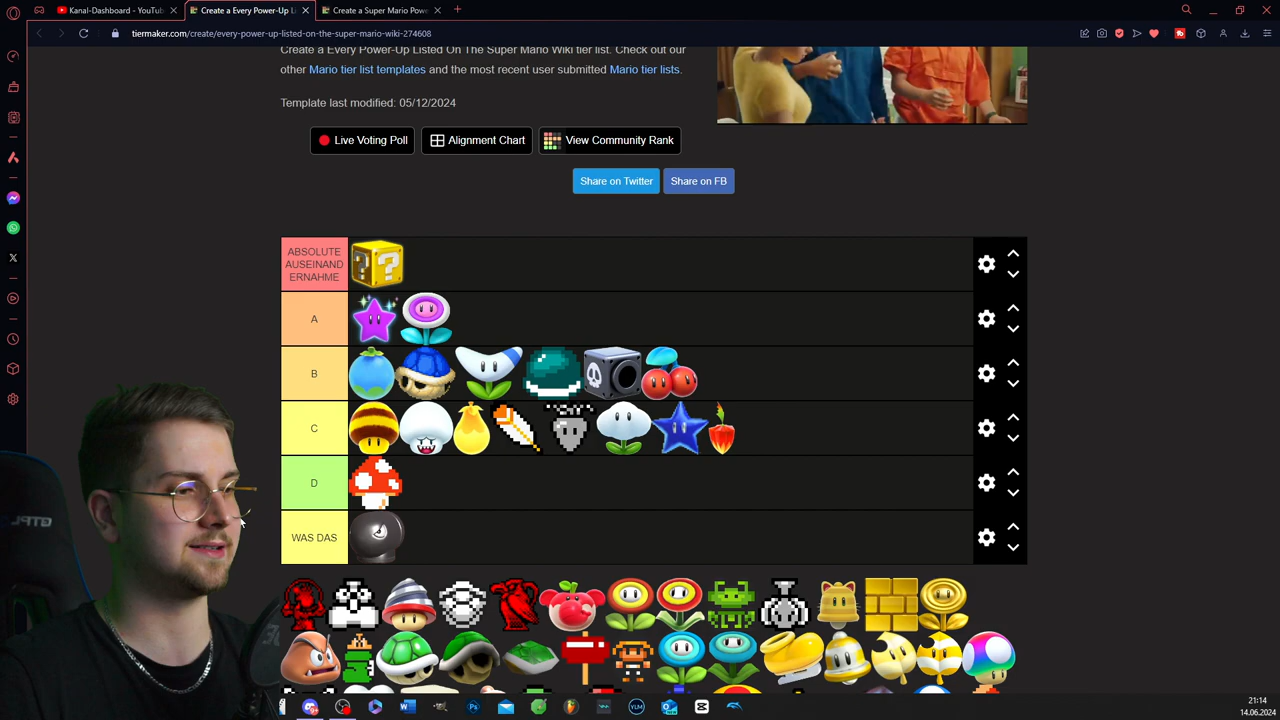 Kanal-Dashboard - YouTub
Create a Every Power-Up Li
Create a Super Mario Powe
tiermaker.com/create/every-power-up-listed-on-the-super-mario-wiki-274608
Create a Every Power-Up Listed On The Super Mario Wiki tier list. Check out our
other Mario tier list templates and the most recent user submitted Mario tier lists.
Template last modified: 05/12/2024
Live Voting Poll
Alignment Chart
View Community Rank
Share on Twitter
Share on FB
ABSOLUTE
AUSEINAND
ERNAHME
A
B
C
D
WAS DAS
GTPL
YLM
21:14
14.06.2024